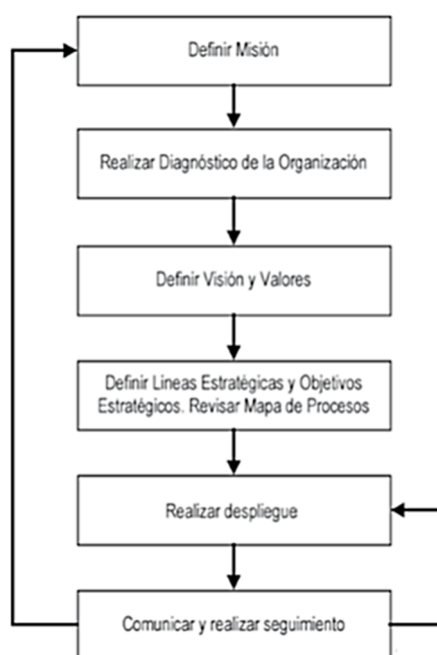 Definir Misión
Realizar Diagnóstico de la Organización
Definir Visión y Valores
Definir Lineas Estratégicas y Objetivos
Estratégicos. Revisar Mapa de Procesos
Realizar despliegue
Comunicar y realizar seguimiento